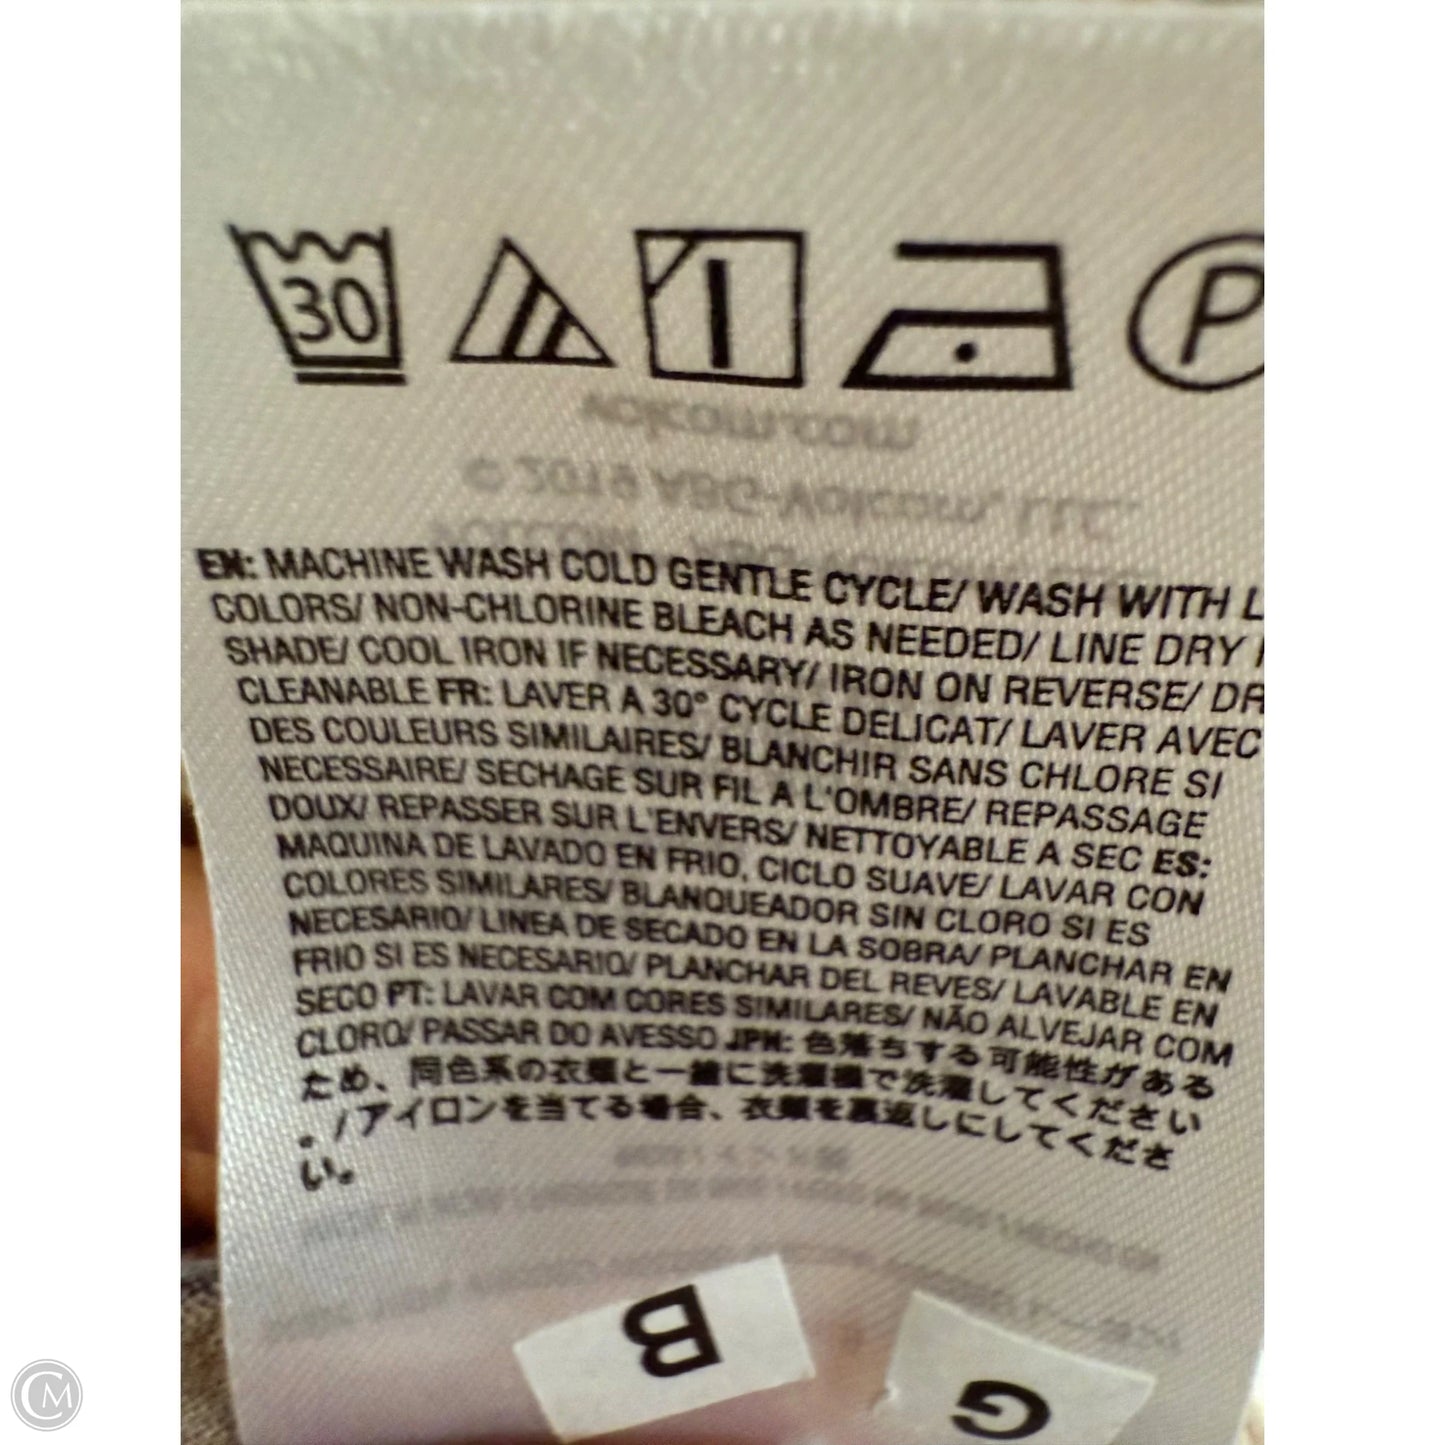 30
P
EN: MACHINE WASH COLD GENTLE CYCLE/ WASH WITH L
COLORS/ NON-CHLORINE BLEACH AS NEEDED/ LINE DRY
SHADE/ COOL IRON IF NECESSARY/ IRON ON REVERSE/ DR
CLEANABLE FR: LAVER A 30° CYCLE DELICAT/ LAVER AVEC
DES COULEURS SIMILAIRES/ BLANCHIR SANS CHLORE SI
NECESSAIRE/ SECHAGE SUR FIL A L'OMBRE/ REPASSAGE
DOUX/ REPASSER SUR L'ENVERS/ NETTOYABLE A SEC ES:
MAQUINA DE LAVADO EN FRIO, CICLO SUAVE/ LAVAR CON
COLORES SIMILARES/ BLANQUEADOR SIN CLORO SI ES
NECESARIO/ LINEA DE SECADO EN LA SOBRA/ PLANCHAR EN
FRIO SI ES NECESARIO/ PLANCHAR DEL REVES/ LAVABLE EN
SECO PT: LAVAR COM CORES SIMILARES/ NÃO ALVEJAR COM
CLORO/ PASSAR DO AVESSO JPN: 色落ちする可能性がある
ため、同色系の衣類と一緒に洗濯機で洗濯してください
。/アイロンを当てる場合、衣類を裏返しにしてくださ
い。
volcom.com
© 2019 ABG-Volcom, LLC.
B
G
CM